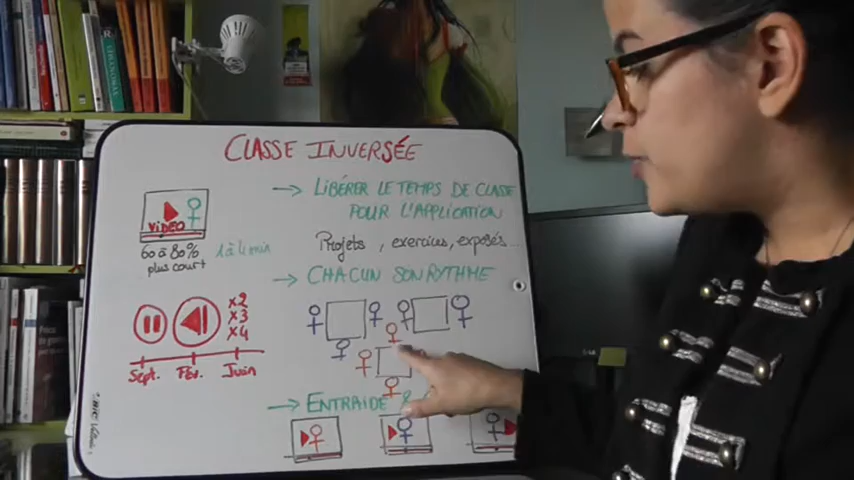 CLASSE INVERSÉE
→ LIBÉRER LE TEMPS DE CLASSE
POUR L'APPLICATION
VIDÉO
60 à 80%
plus court
1 à 4 min
Projets, exercices, exposés...
→ CHACUN SON RYTHME
x2
x3
x4
Sept. Fév. Juin
→ ENTRAIDE